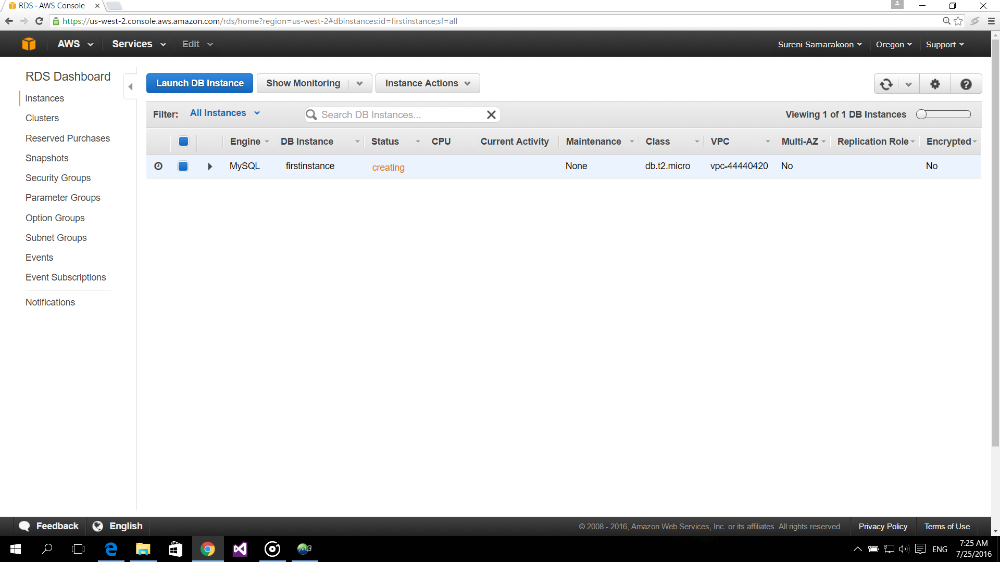 RDS · AWS Console
https://us-west-2.console.aws.amazon.com/rds/home?region=us-west-2#dbinstances:id=firstinstance;sf=all
AWS Services Edit Sureni Samarakoon Oregon Support
RDS Dashboard
Instances
Clusters
Reserved Purchases
Snapshots
Security Groups
Parameter Groups
Option Groups
Subnet Groups
Events
Event Subscriptions
Notifications
Launch DB Instance Show Monitoring Instance Actions
Filter: All Instances Search DB Instances... Viewing 1 of 1 DB Instances
Engine DB Instance Status CPU Current Activity Maintenance Class VPC Multi-AZ Replication Role Encrypted
MySQL firstinstance creating None db.t2.micro vpc-44440420 No No
Feedback English © 2008 - 2016, Amazon Web Services, Inc. or its affiliates. All rights reserved. Privacy Policy Terms of Use
M3
ENG
7:25 AM
7/25/2016